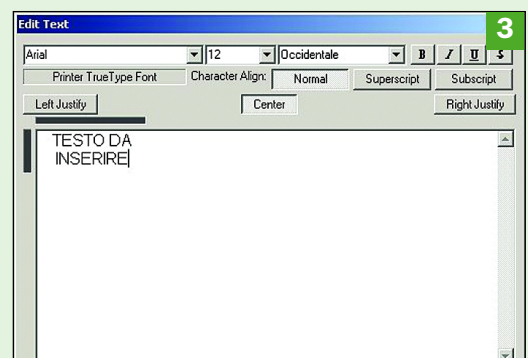 Edit Text
3
Arial 12 Occidentale B I U S
Printer TrueType Font Character Align: Normal Superscript Subscript
Left Justify Center Right Justify
TESTO DA
INSERIRE